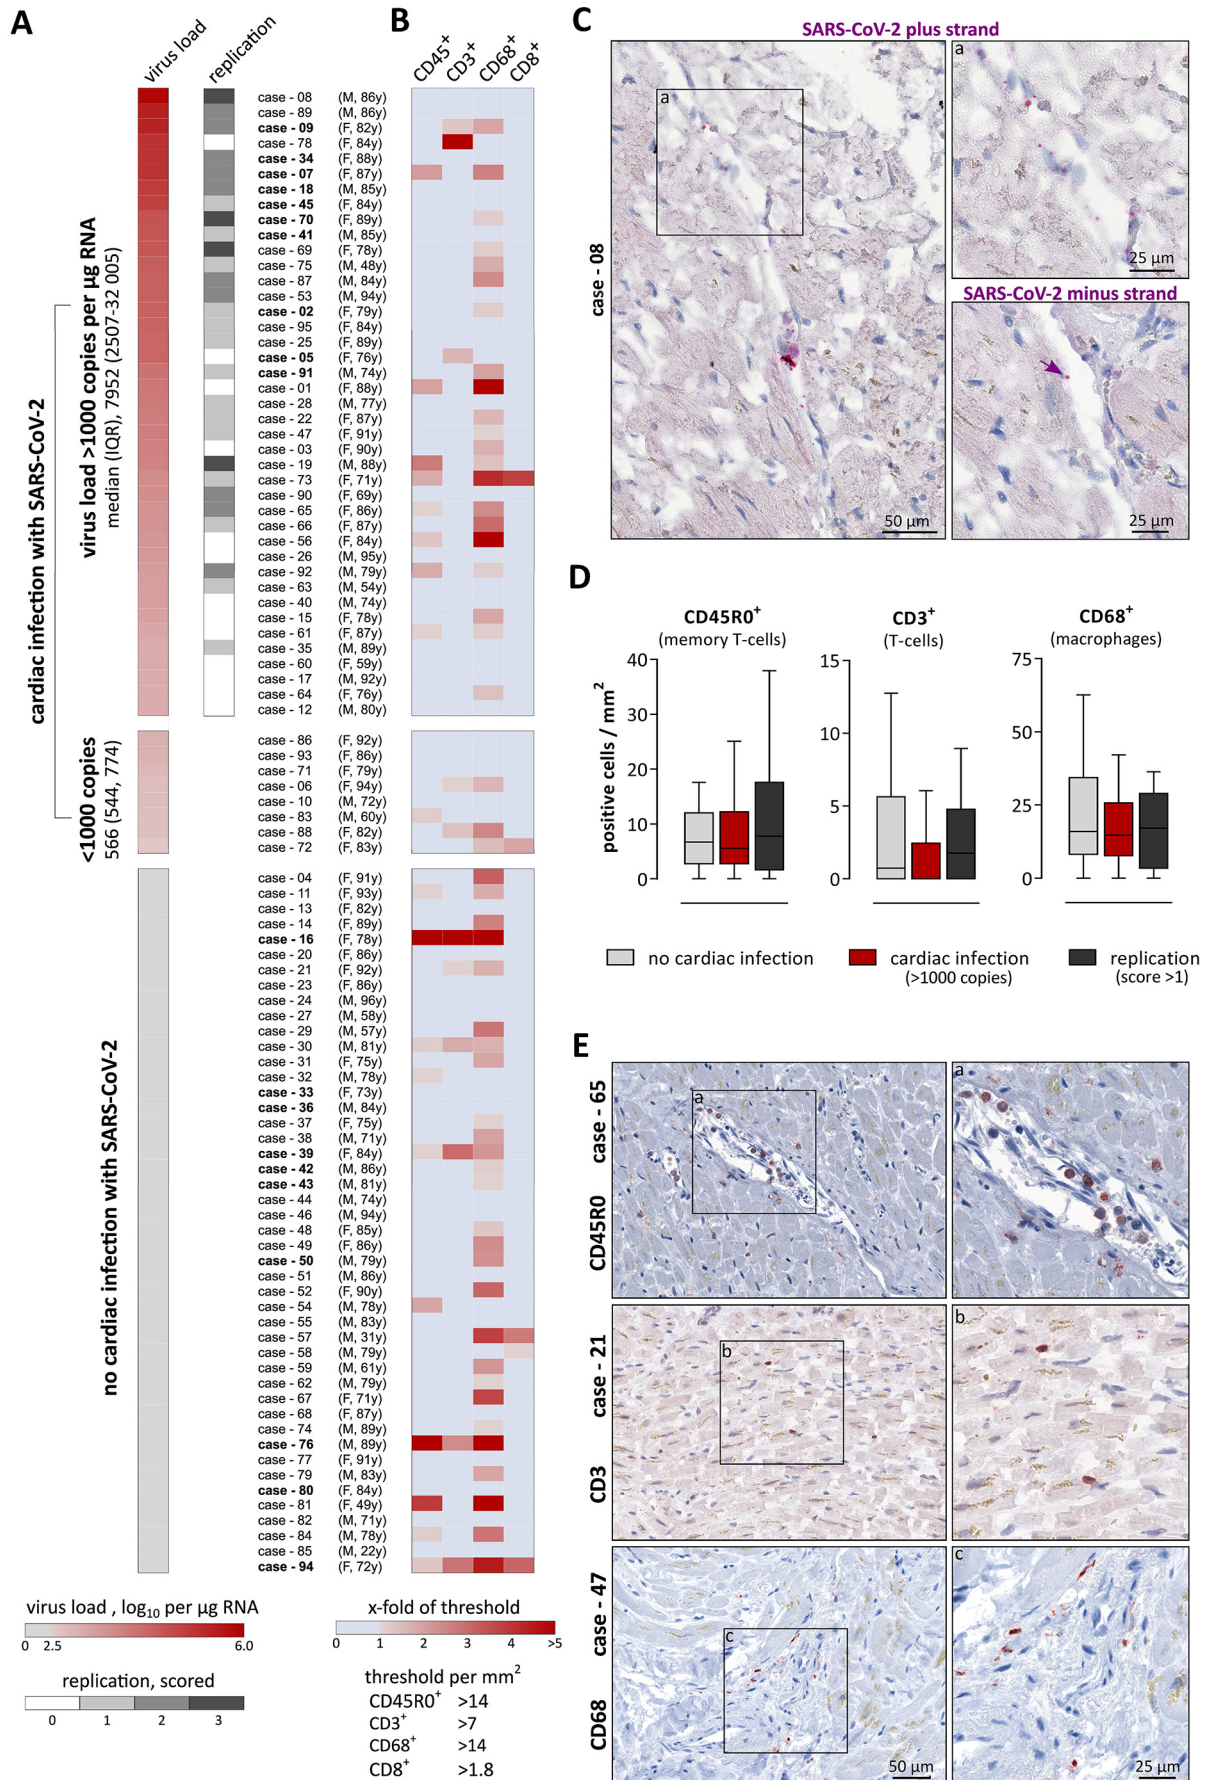 A
virus load
replication
B
CD45+
CD3+
CD68+
CD8+
cardiac infection with SARS-CoV-2
virus load >1000 copies per µg RNA
median (IQR), 7952 (2507-32 005)
case - 08 (M, 86y)
case - 89 (M, 86y)
case - 09 (F, 82y)
case - 78 (F, 84y)
case - 34 (F, 88y)
case - 07 (F, 87y)
case - 18 (M, 85y)
case - 45 (F, 84y)
case - 70 (F, 89y)
case - 41 (M, 85y)
case - 69 (F, 78y)
case - 75 (M, 48y)
case - 87 (M, 84y)
case - 53 (M, 94y)
case - 02 (F, 79y)
case - 95 (F, 84y)
case - 25 (F, 89y)
case - 05 (F, 76y)
case - 91 (M, 74y)
case - 01 (F, 88y)
case - 28 (M, 77y)
case - 22 (F, 87y)
case - 47 (F, 91y)
case - 03 (F, 90y)
case - 19 (M, 88y)
case - 73 (F, 71y)
case - 90 (F, 69y)
case - 65 (F, 86y)
case - 66 (F, 87y)
case - 56 (F, 84y)
case - 26 (M, 95y)
case - 92 (M, 79y)
case - 63 (M, 54y)
case - 40 (M, 74y)
case - 15 (F, 78y)
case - 61 (F, 87y)
case - 35 (M, 89y)
case - 60 (F, 59y)
case - 17 (M, 92y)
case - 64 (F, 76y)
case - 12 (M, 80y)
<1000 copies
566 (544, 774)
case - 86 (F, 92y)
case - 93 (F, 86y)
case - 71 (F, 79y)
case - 06 (F, 94y)
case - 10 (M, 72y)
case - 83 (M, 60y)
case - 88 (F, 82y)
case - 72 (F, 83y)
no cardiac infection with SARS-CoV-2
case - 04 (F, 91y)
case - 11 (F, 93y)
case - 13 (F, 82y)
case - 14 (F, 89y)
case - 16 (F, 78y)
case - 20 (F, 86y)
case - 21 (F, 92y)
case - 23 (F, 86y)
case - 24 (M, 96y)
case - 27 (M, 58y)
case - 29 (M, 57y)
case - 30 (M, 81y)
case - 31 (F, 75y)
case - 32 (M, 78y)
case - 33 (F, 73y)
case - 36 (M, 84y)
case - 37 (F, 75y)
case - 38 (M, 71y)
case - 39 (F, 84y)
case - 42 (M, 86y)
case - 43 (M, 81y)
case - 44 (M, 74y)
case - 46 (M, 94y)
case - 48 (F, 85y)
case - 49 (F, 86y)
case - 50 (M, 79y)
case - 51 (M, 86y)
case - 52 (F, 90y)
case - 54 (M, 78y)
case - 55 (M, 83y)
case - 57 (M, 31y)
case - 58 (M, 79y)
case - 59 (M, 61y)
case - 62 (M, 79y)
case - 67 (F, 71y)
case - 68 (F, 87y)
case - 74 (M, 89y)
case - 76 (M, 89y)
case - 77 (F, 91y)
case - 79 (M, 83y)
case - 80 (F, 84y)
case - 81 (F, 49y)
case - 82 (M, 71y)
case - 84 (M, 78y)
case - 85 (M, 22y)
case - 94 (F, 72y)
virus load , log10 per µg RNA
0 2.5 6.0
replication, scored
0 1 2 3
x-fold of threshold
0 1 2 3 4 >5
threshold per mm2
CD45R0+ >14
CD3+ >7
CD68+ >14
CD8+ >1.8
C
SARS-CoV-2 plus strand
case - 08
a
50 µm
a
25 µm
SARS-CoV-2 minus strand
25 µm
D
CD45R0+
(memory T-cells)
CD3+
(T-cells)
CD68+
(macrophages)
positive cells / mm2
40
30
20
10
0
15
10
5
0
75
50
25
0
no cardiac infection
cardiac infection
(>1000 copies)
replication
(score >1)
E
case - 65
CD45R0
a
a
case - 21
CD3
b
b
case - 47
CD68
c
50 µm
c
25 µm